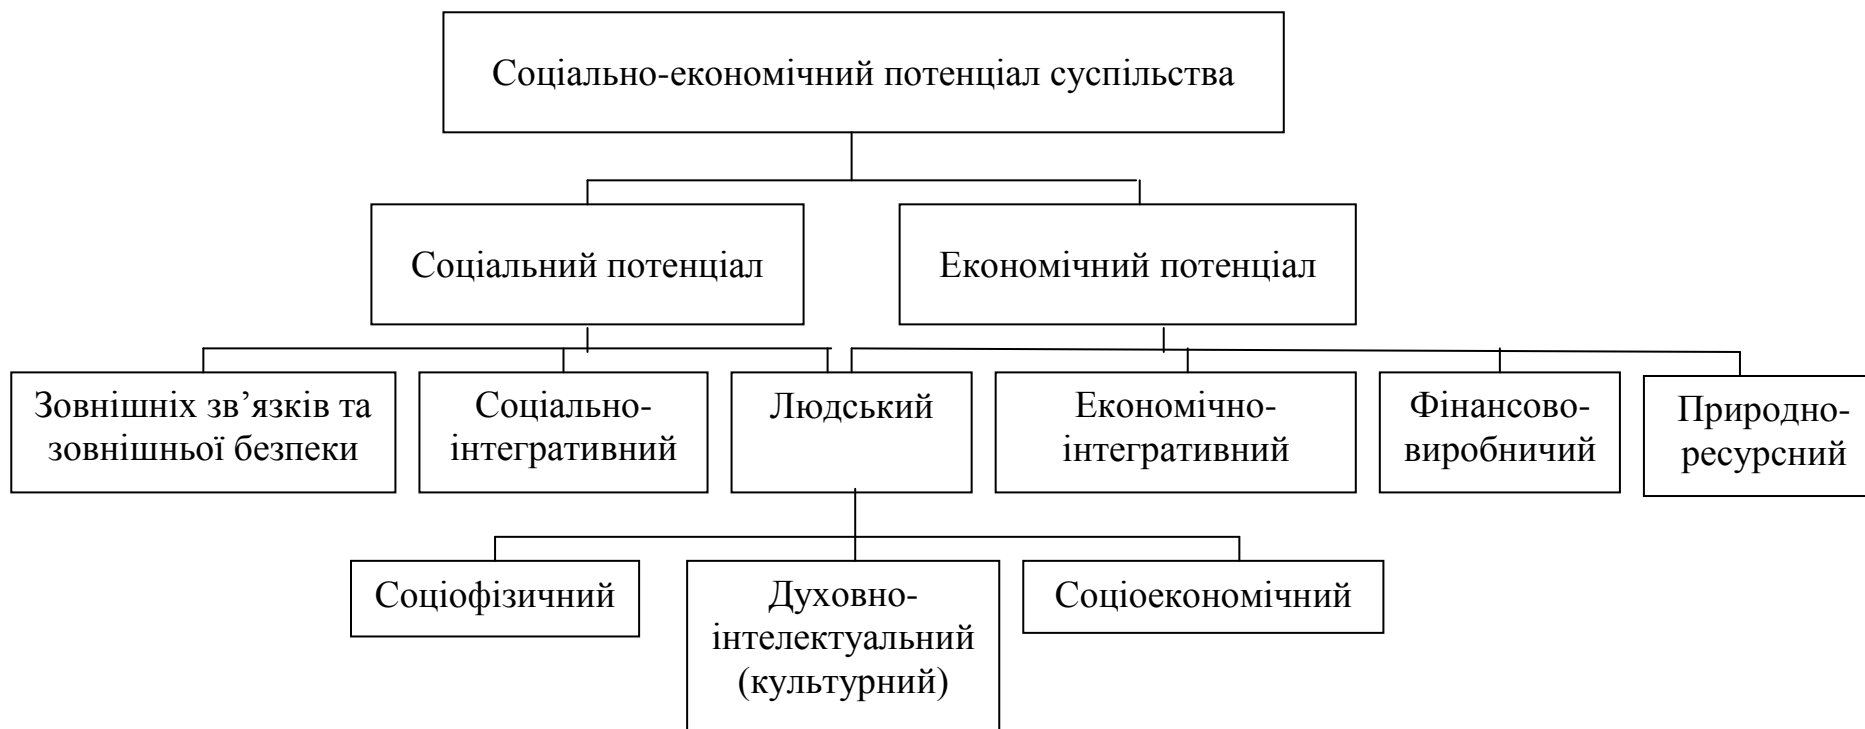 Соціально-економічний потенціал суспільства
Соціальний потенціал
Економічний потенціал
Зовнішніх зв’язків та
зовнішньої безпеки
Соціально-
інтегративний
Людський
Економічно-
інтегративний
Фінансово-
виробничий
Природно-
ресурсний
Соціофізичний
Духовно-
інтелектуальний
(культурний)
Соціоекономічний